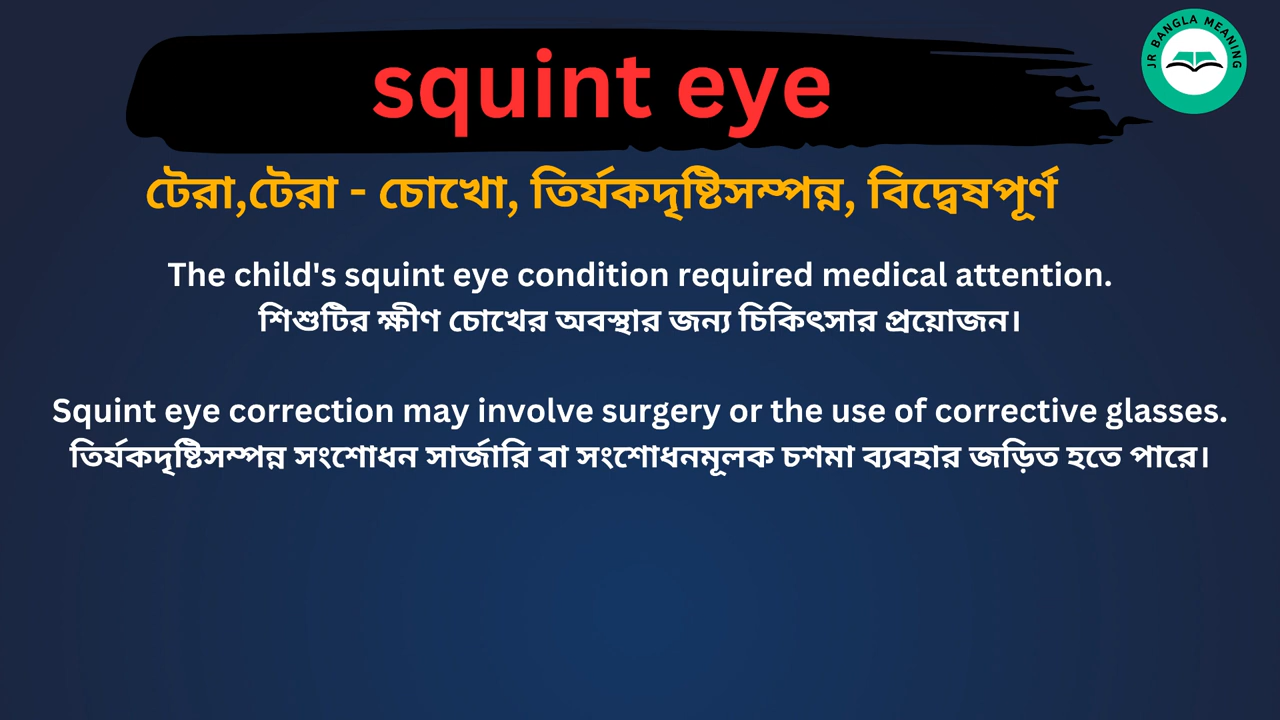 squint eye
JR BANGLA MEANING
টেরা,টেরা - চোখো, তির্যকদৃষ্টিসম্পন্ন, বিদ্বেষপূর্ণ
The child's squint eye condition required medical attention.
শিশুটির ক্ষীণ চোখের অবস্থার জন্য চিকিৎসার প্রয়োজন।
Squint eye correction may involve surgery or the use of corrective glasses.
তির্যকদৃষ্টিসম্পন্ন সংশোধন সার্জারি বা সংশোধনমূলক চশমা ব্যবহার জড়িত হতে পারে।